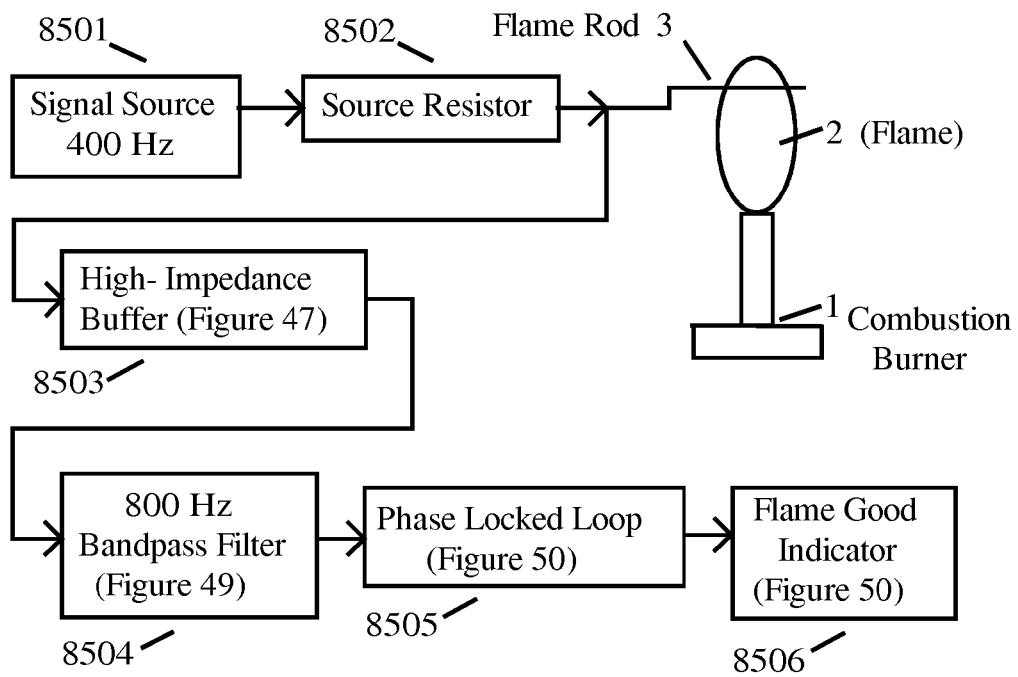 8501
Signal Source
400 Hz
8502
Source Resistor
Flame Rod 3
2 (Flame)
1 Combustion
Burner
High- Impedance
Buffer (Figure 47)
8503
800 Hz
Bandpass Filter
(Figure 49)
8504
Phase Locked Loop
(Figure 50)
8505
Flame Good
Indicator
(Figure 50)
8506